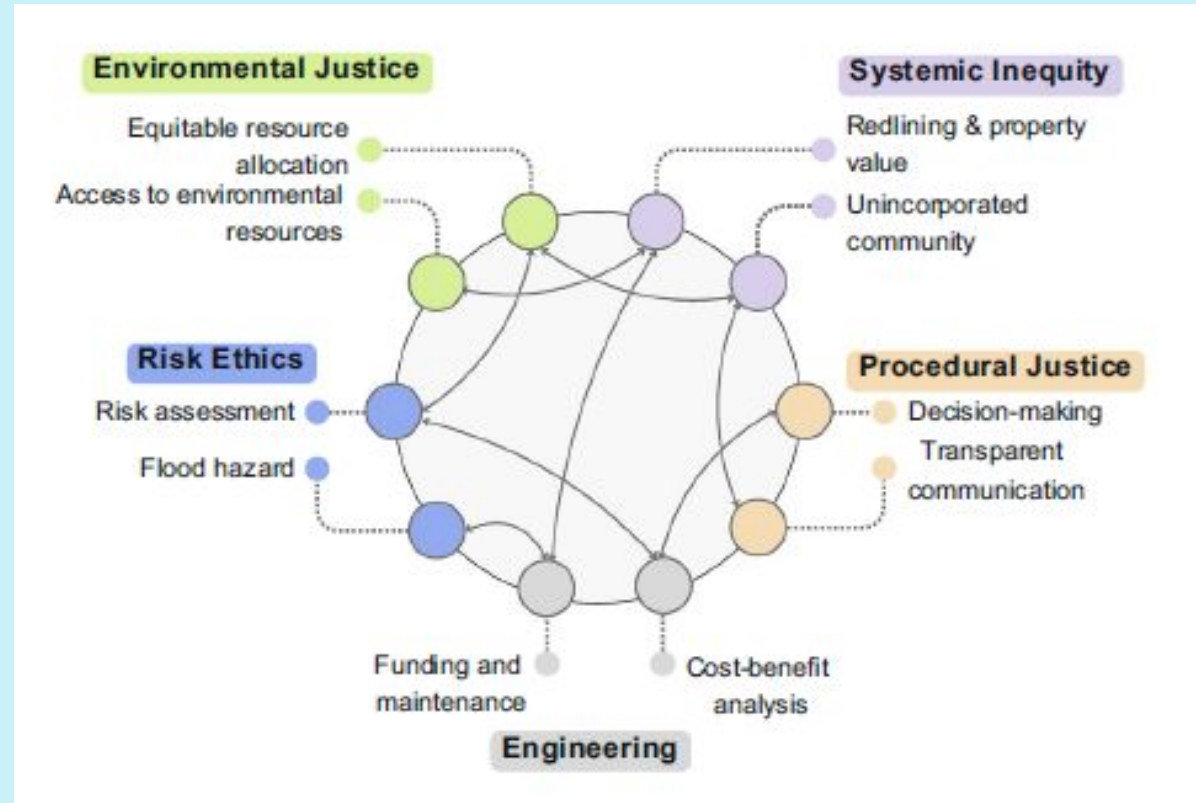 Environmental Justice
Equitable resource
allocation
Access to environmental
resources
Systemic Inequity
Redlining & property
value
Unincorporated
community
Risk Ethics
Risk assessment
Flood hazard
Procedural Justice
Decision-making
Transparent
communication
Funding and
maintenance
Cost-benefit
analysis
Engineering